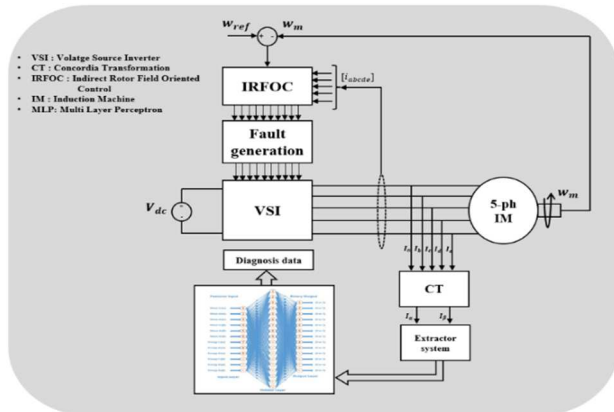 w_ref
w_m
• VSI : Volatge Source Inverter
• CT : Concordia Transformation
• IRFOC : Indirect Rotor Field Oriented
Control
• IM : Induction Machine
• MLP: Multi Layer Perceptron
IRFOC
[i_abcde]
Fault
generation
V_dc
VSI
5-ph
IM
w_m
I_a I_b I_c I_d I_e
Diagnosis data
CT
I_α I_β
Extractor
system